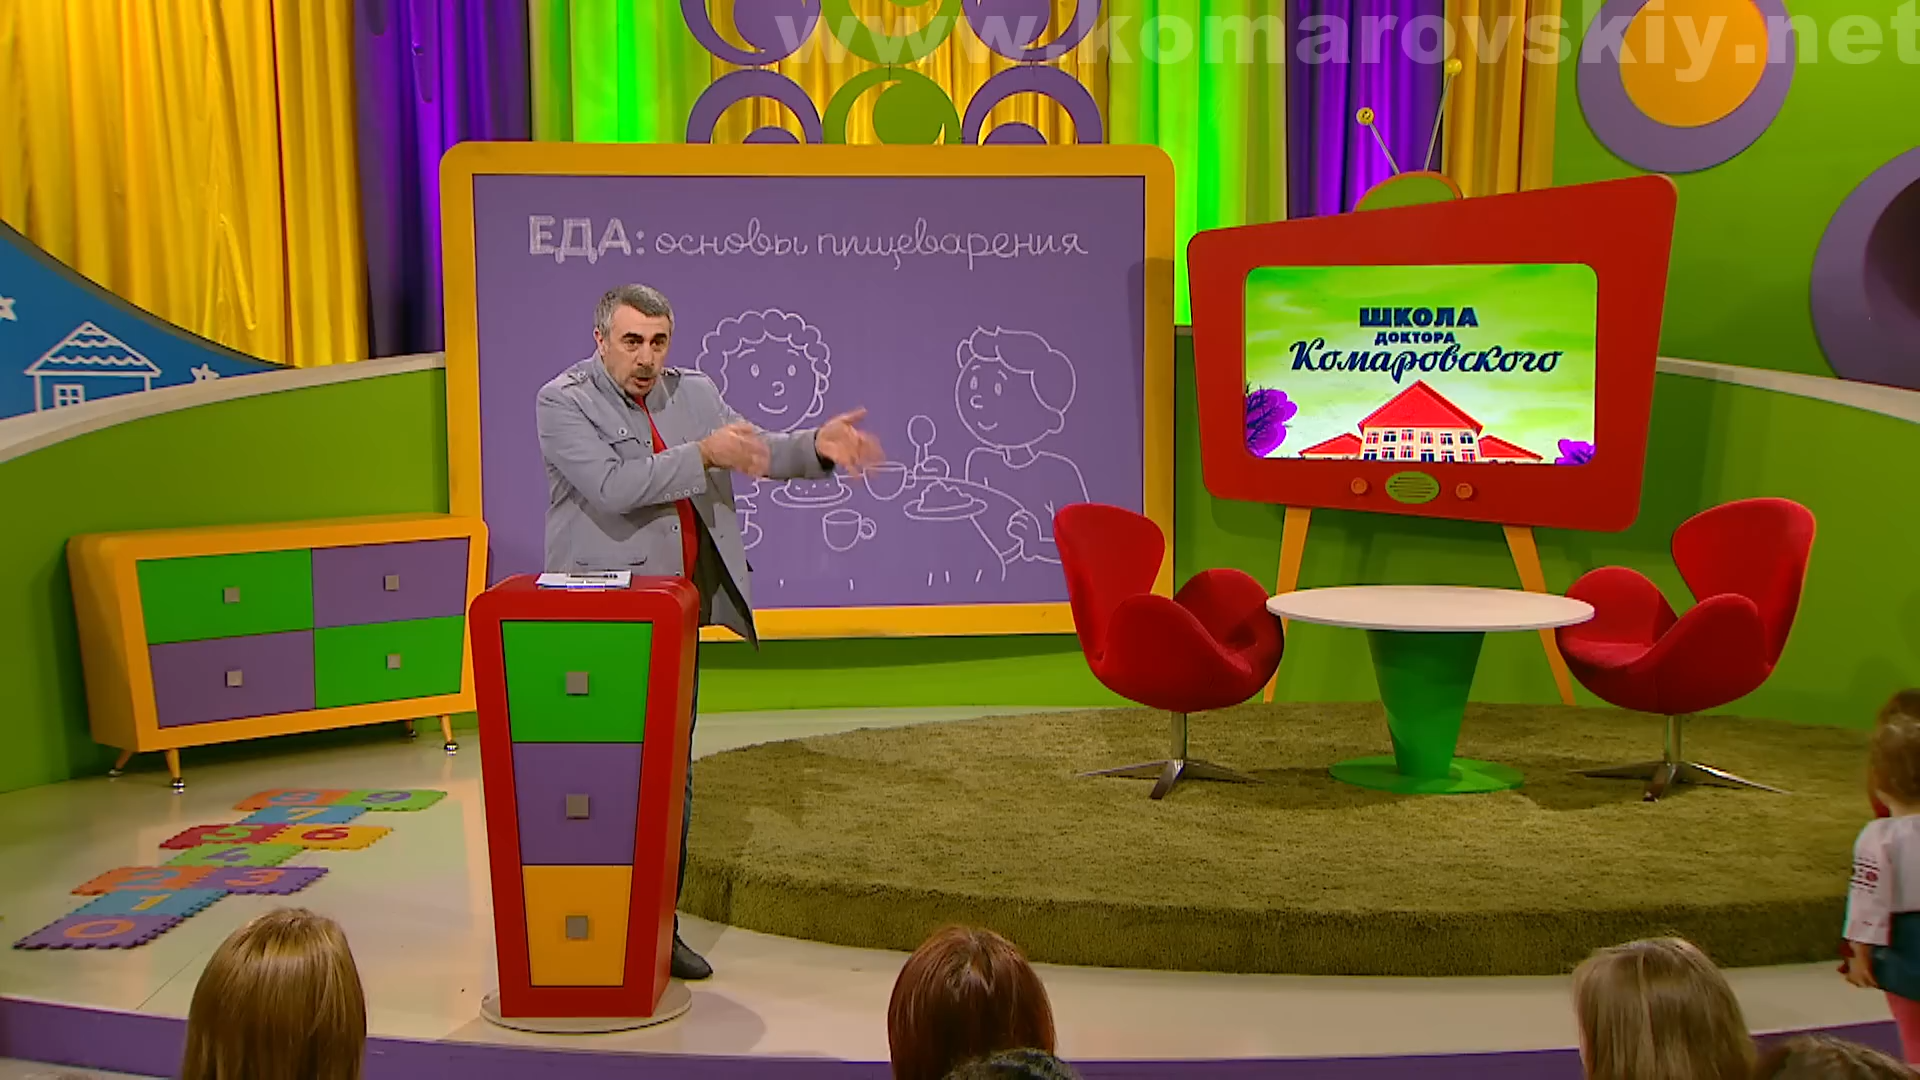 www.komarovskiy.net
ЕДА: основы пищеварения
ШКОЛА
ДОКТОРА
Комаровского